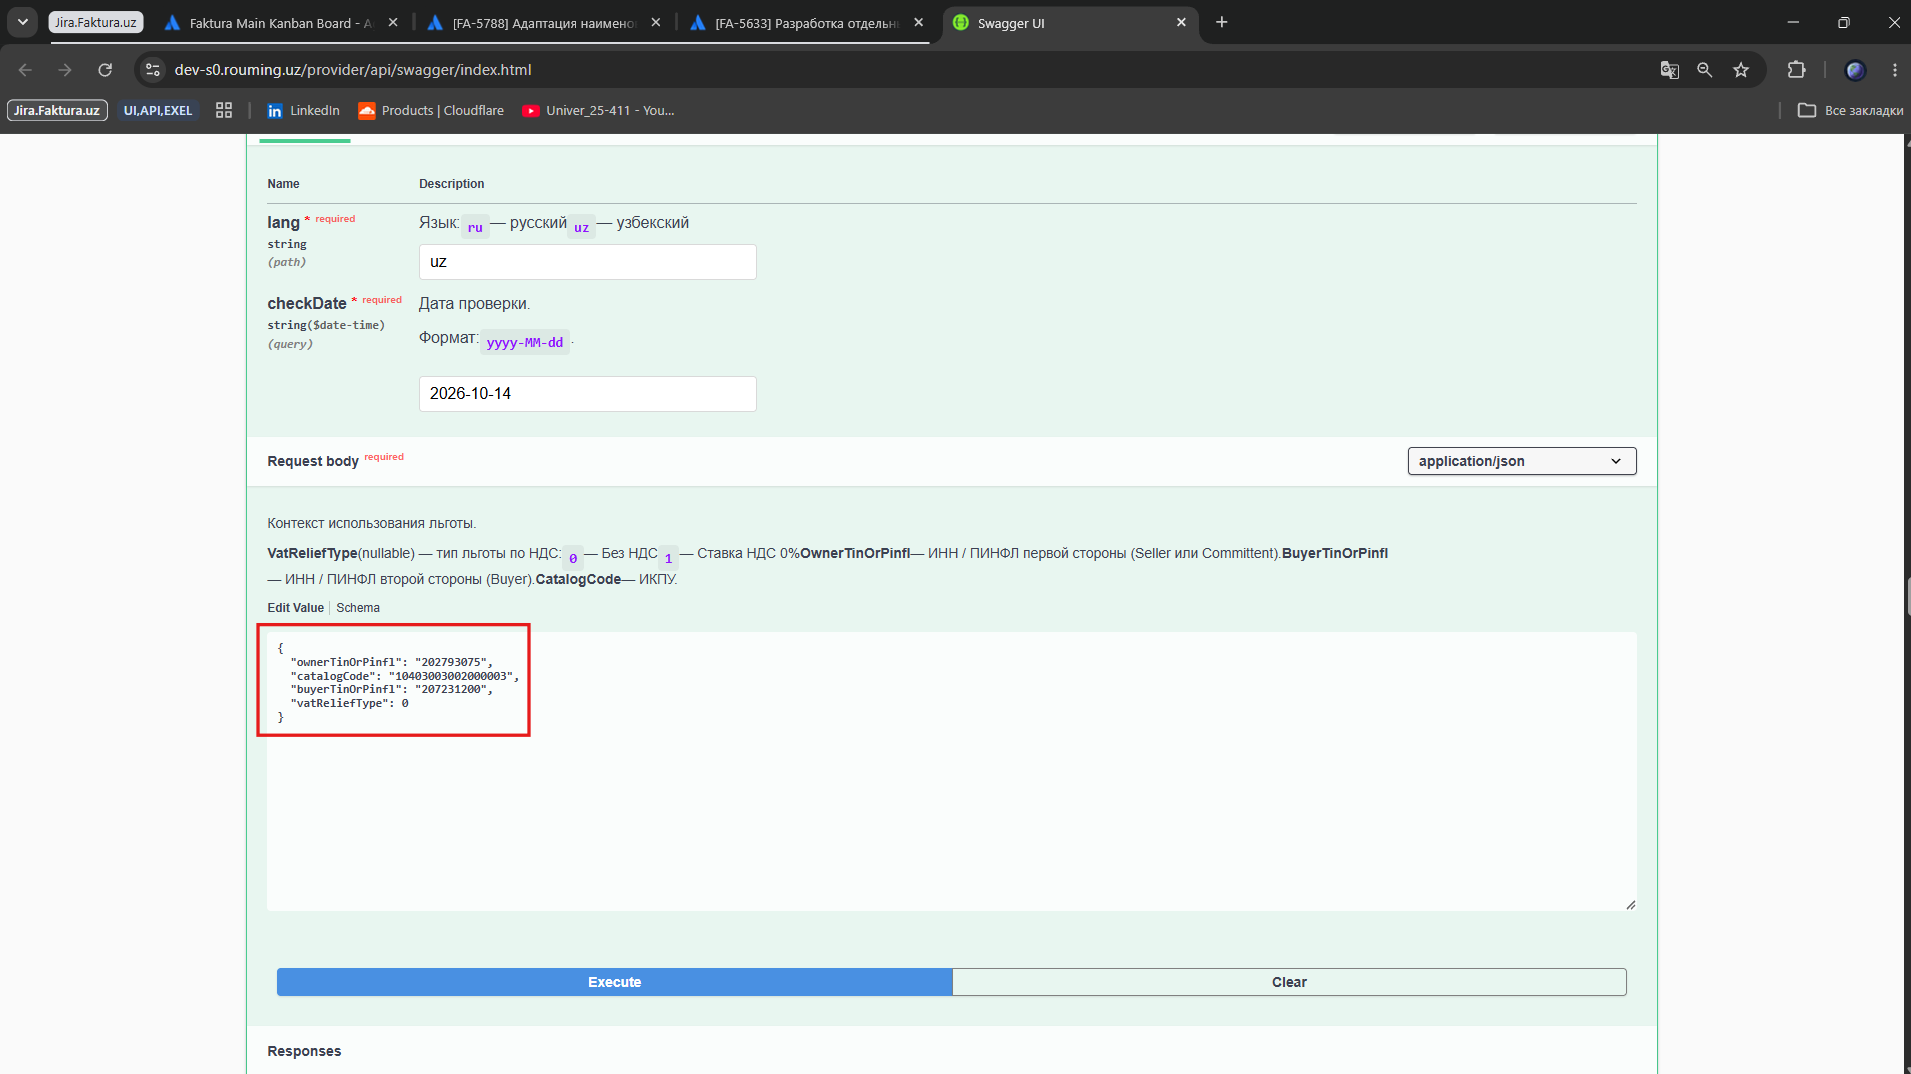 Jira.Faktura.uz
Faktura Main Kanban Board - A
[FA-5788] Адаптация наимено
[FA-5633] Разработка отдельн
Swagger UI
dev-s0.rouming.uz/provider/api/swagger/index.html
Jira.Faktura.uz
UI,API,EXEL
LinkedIn
Products | Cloudflare
Univer_25-411 - You...
Все закладки
Name Description
lang * required
string
(path)
Язык: ru — русский uz — узбекский
uz
checkDate * required
string($date-time)
(query)
Дата проверки.
Формат: yyyy-MM-dd .
2026-10-14
Request body required
application/json
Контекст использования льготы.
VatReliefType(nullable) — тип льготы по НДС: 0 — Без НДС 1 — Ставка НДС 0%OwnerTinOrPinfl— ИНН / ПИНФЛ первой стороны (Seller или Committent).BuyerTinOrPinfl
— ИНН / ПИНФЛ второй стороны (Buyer).CatalogCode— ИКПУ.
Edit Value Schema
{
"ownerTinOrPinfl": "202793075",
"catalogCode": "10403003002000003",
"buyerTinOrPinfl": "207231200",
"vatReliefType": 0
}
Execute
Clear
Responses